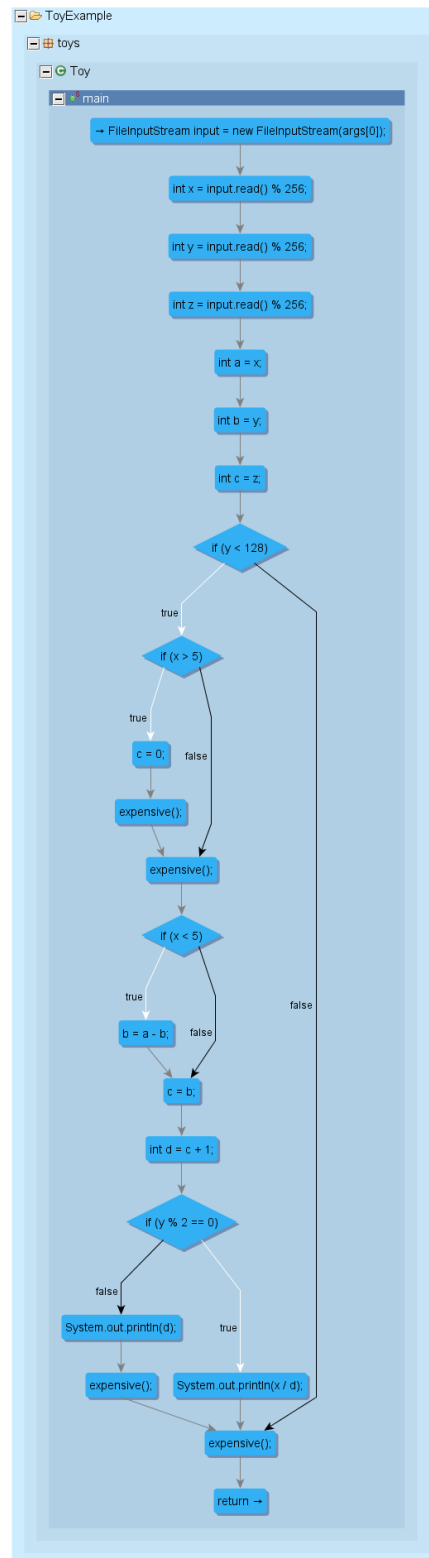 ToyExample
toys
Toy
main
→ FileInputStream input = new FileInputStream(args[0]);
int x = input.read() % 256;
int y = input.read() % 256;
int z = input.read() % 256;
int a = x;
int b = y;
int c = z;
if (y < 128)
true
if (x > 5)
true
c = 0;
false
expensive();
expensive();
if (x < 5)
true
false
b = a - b;
false
c = b;
int d = c + 1;
if (y % 2 == 0)
false
System.out.println(d);
true
expensive();
System.out.println(x / d);
expensive();
return →